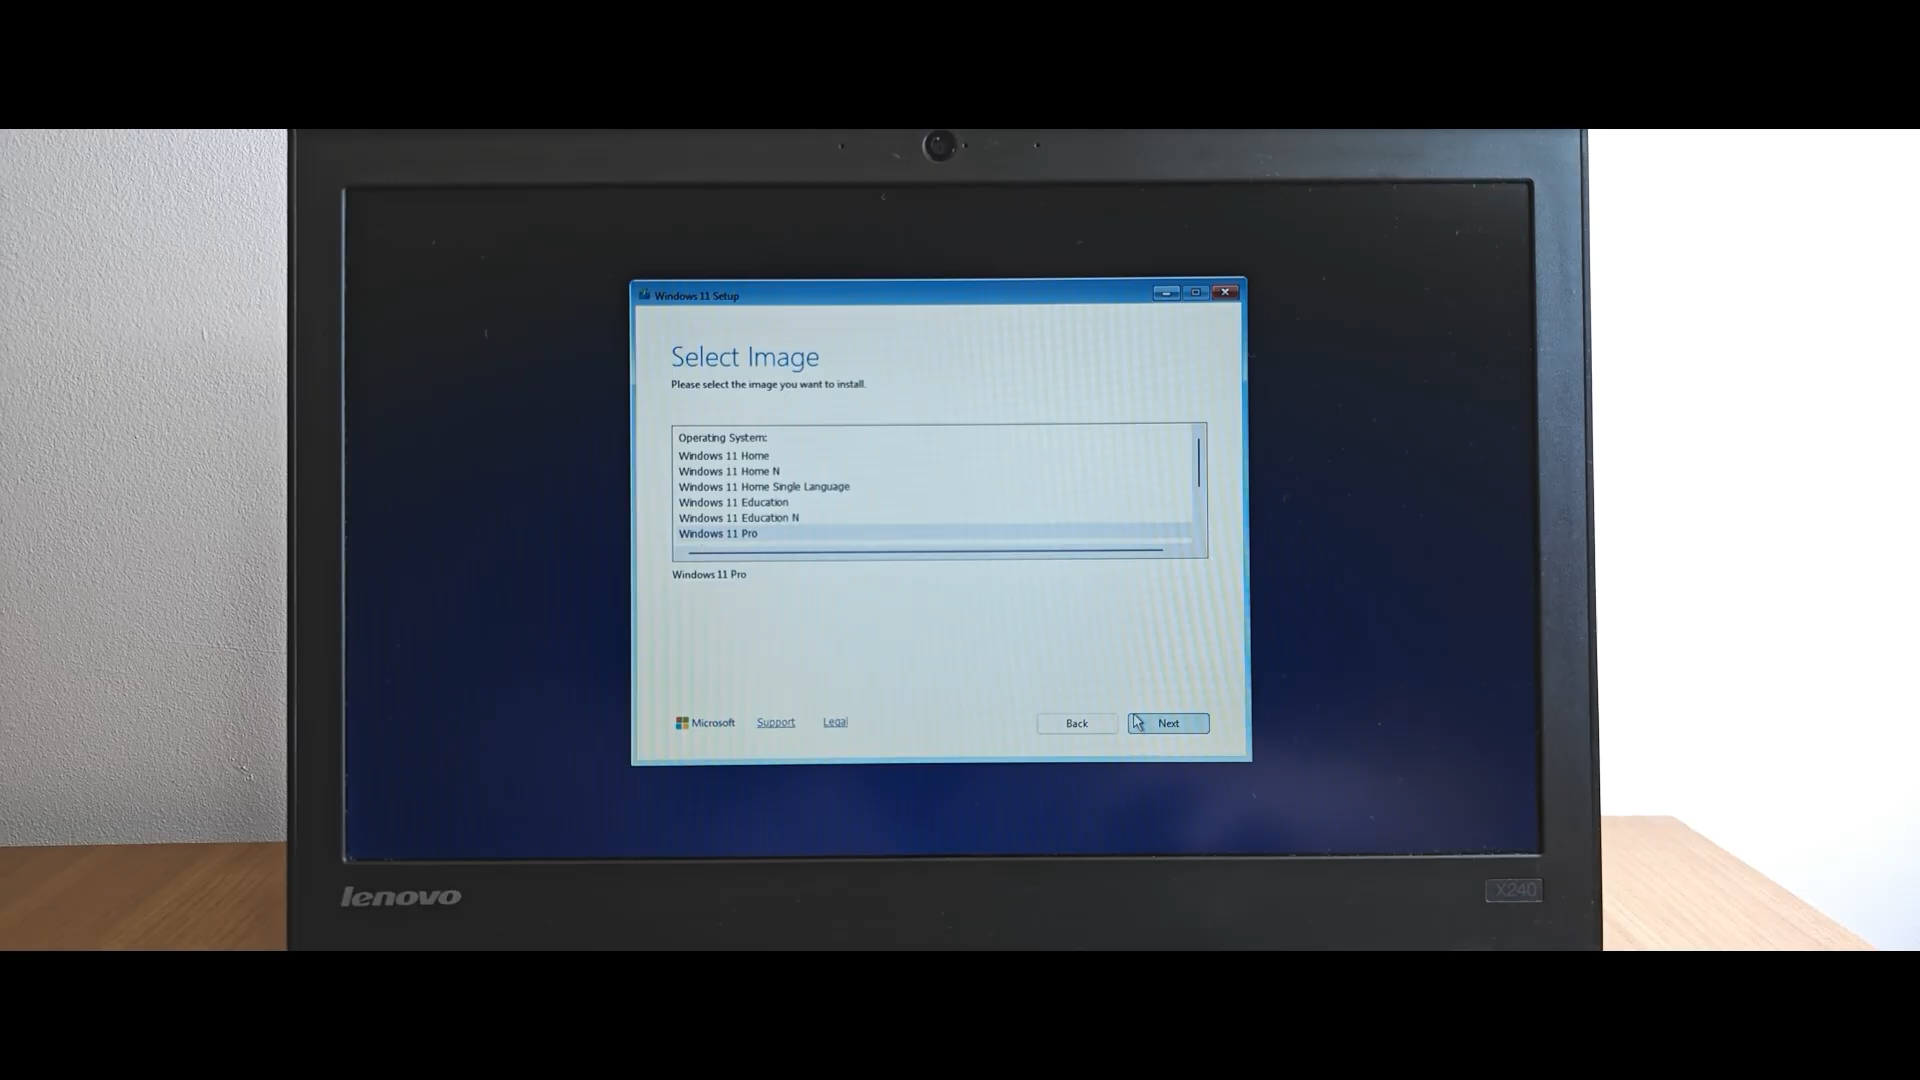 Windows 11 Setup
Select Image
Please select the image you want to install.
Operating System:
Windows 11 Home
Windows 11 Home N
Windows 11 Home Single Language
Windows 11 Education
Windows 11 Education N
Windows 11 Pro
Windows 11 Pro
Microsoft Support Legal Back Next
lenovo X240